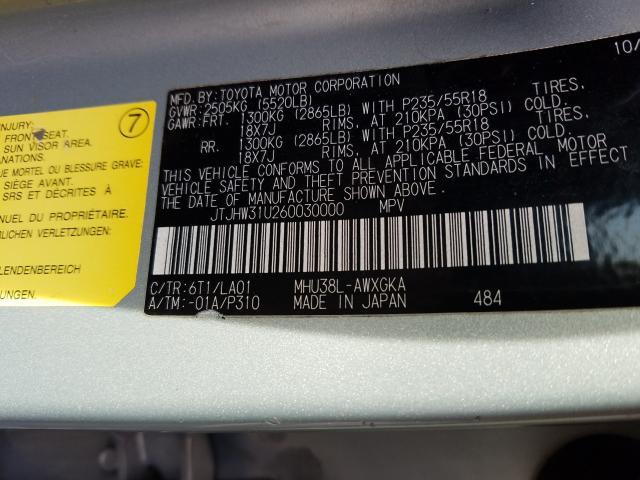 INJURY:
FRONT SEAT.
SUN VISOR AREA.
ANATIONS.
UE MORTEL OU BLESSURE GRAVE:
SIÈGE AVANT.
SRS ET DÉCRITES À
NUEL DU PROPRIÉTAIRE.
RLICHEN VERLETZUNGEN.
LENDENBEREICH
7
10/
MFD.BY:TOYOTA MOTOR CORPORATION
GVWR:2505KG (5520LB)
GAWR:FRT. 1300KG (2865LB) WITH P235/55R18 TIRES,
18X7J RIMS, AT 210KPA (30PSI) COLD.
RR. 1300KG (2865LB) WITH P235/55R18 TIRES,
18X7J RIMS, AT 210KPA (30PSI) COLD.
THIS VEHICLE CONFORMS TO ALL APPLICABLE FEDERAL MOTOR
VEHICLE SAFETY AND THEFT PREVENTION STANDARDS IN EFFECT
ON THE DATE OF MANUFACTURE SHOWN ABOVE.
JTJHW31U260030000 MPV
C/TR:6T1/LA01 MHU38L-AWXGKA
A/TM:-01A/P310 MADE IN JAPAN 484